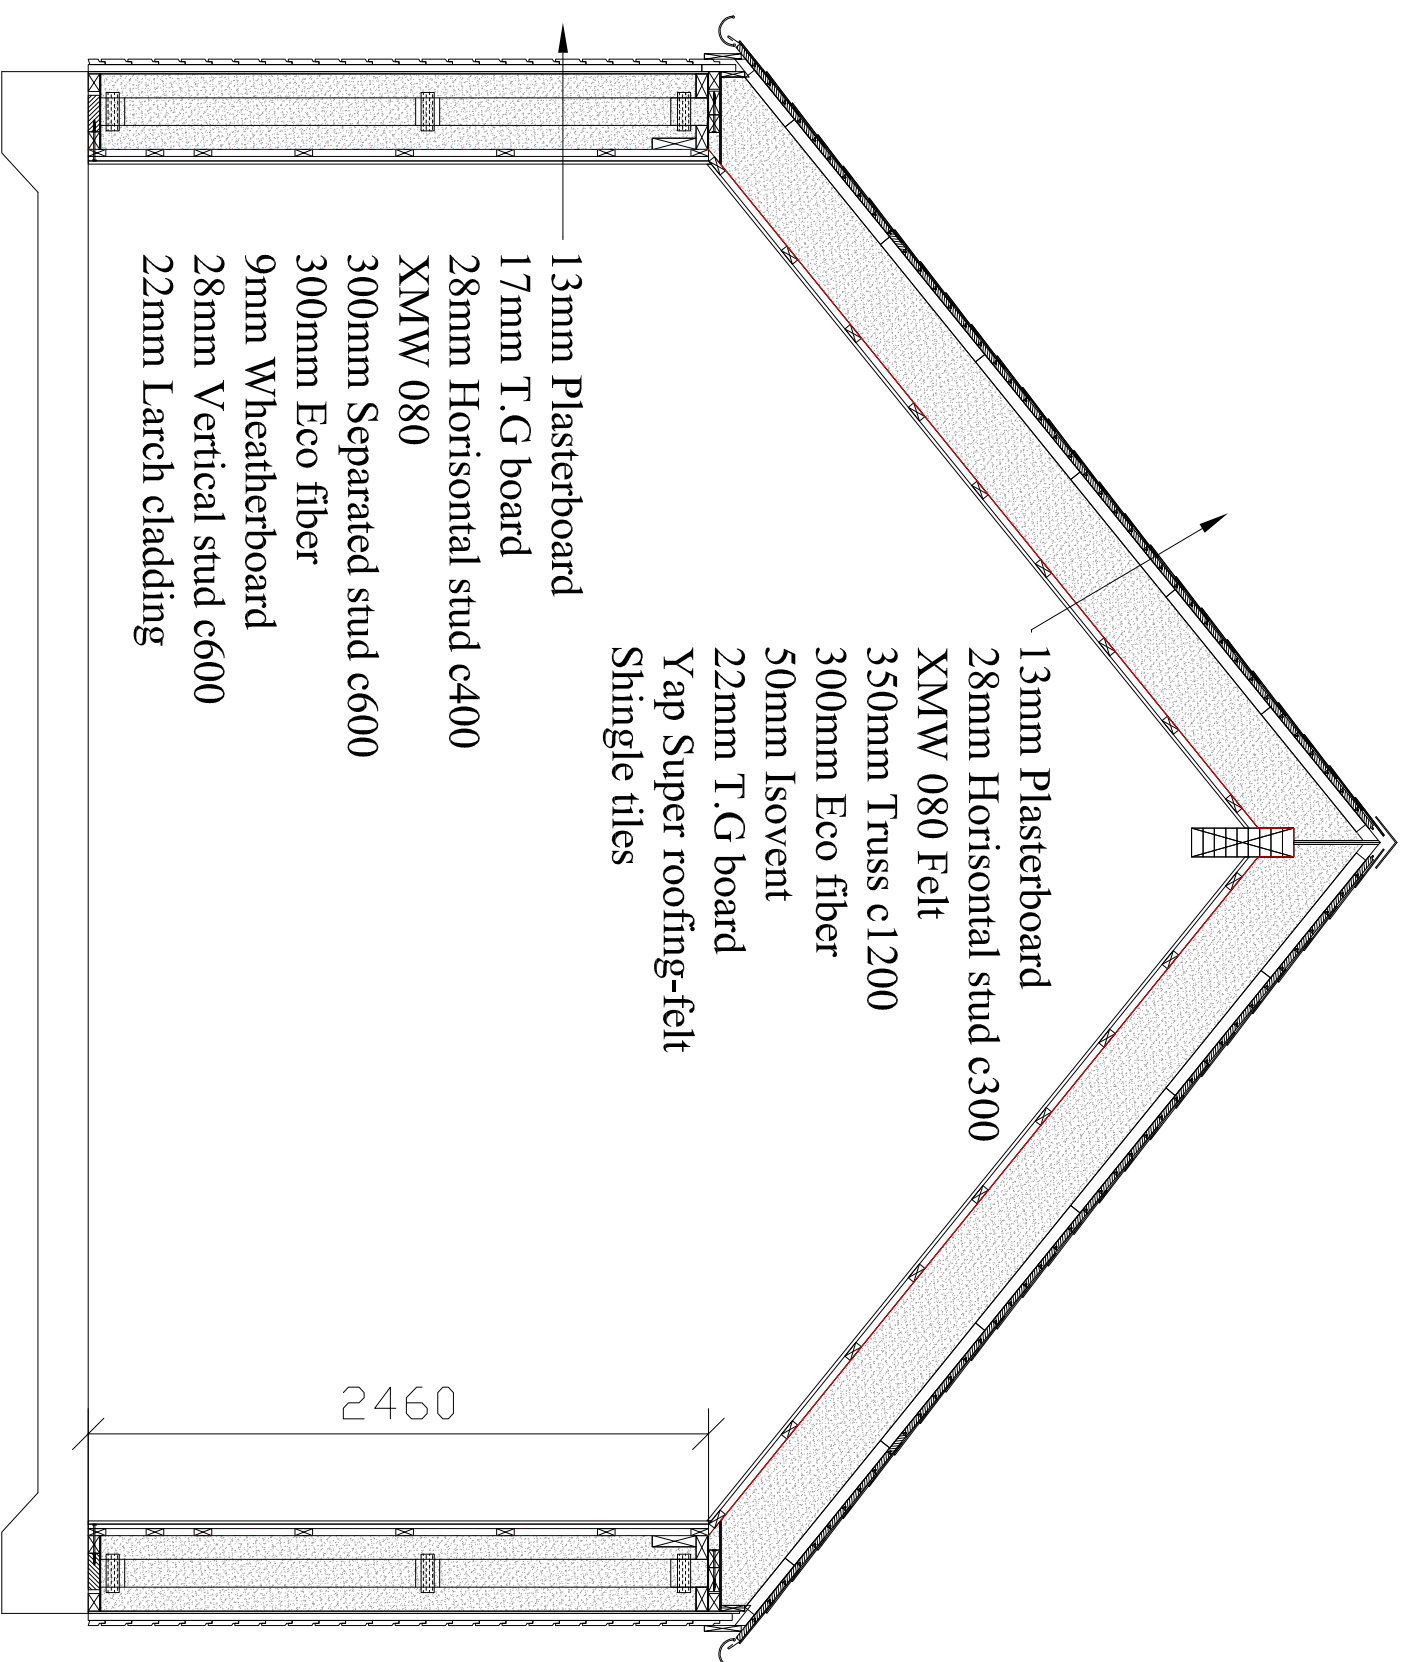 13mm Plasterboard
28mm Horisontal stud c300
XMW 080 Felt
350mm Truss c1200
300mm Eco fiber
50mm Isovent
22mm T.G board
Yap Super roofing-felt
Shingle tiles
13mm Plasterboard
17mm T.G board
28mm Horisontal stud c400
XMW 080
300mm Separated stud c600
300mm Eco fiber
9mm Wheatherboard
28mm Vertical stud c600
22mm Larch cladding
2460